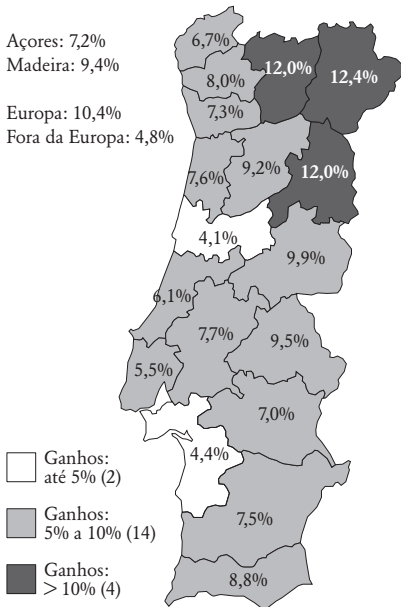 Açores: 7,2%
Madeira: 9,4%
Europa: 10,4%
Fora da Europa: 4,8%
6,7%
12,0%
12,4%
8,0%
7,3%
9,2%
7,6%
12,0%
4,1%
9,9%
6,1%
7,7%
9,5%
5,5%
7,0%
4,4%
7,5%
8,8%
Ganhos:
até 5% (2)
Ganhos:
5% a 10% (14)
Ganhos:
> 10% (4)